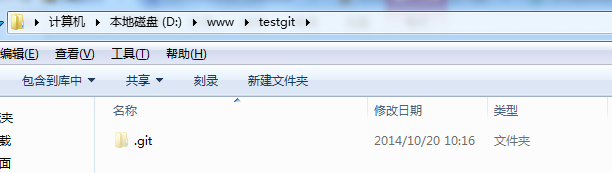 计算机 ▸ 本地磁盘 (D:) ▸ www ▸ testgit ▸
编辑(E) 查看(V) 工具(T) 帮助(H)
包含到库中 共享 刻录 新建文件夹
名称 修改日期 类型
夹
.git 2014/10/20 10:16 文件夹
载
面